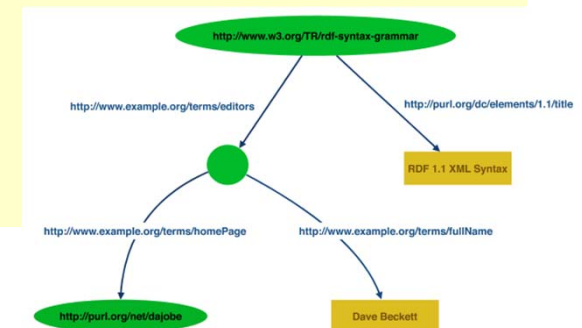 http://www.w3.org/TR/rdf-syntax-grammar
http://www.example.org/terms/editors
http://purl.org/dc/elements/1.1/title
RDF 1.1 XML Syntax
http://www.example.org/terms/homePage
http://www.example.org/terms/fullName
http://purl.org/net/dajobe
Dave Beckett